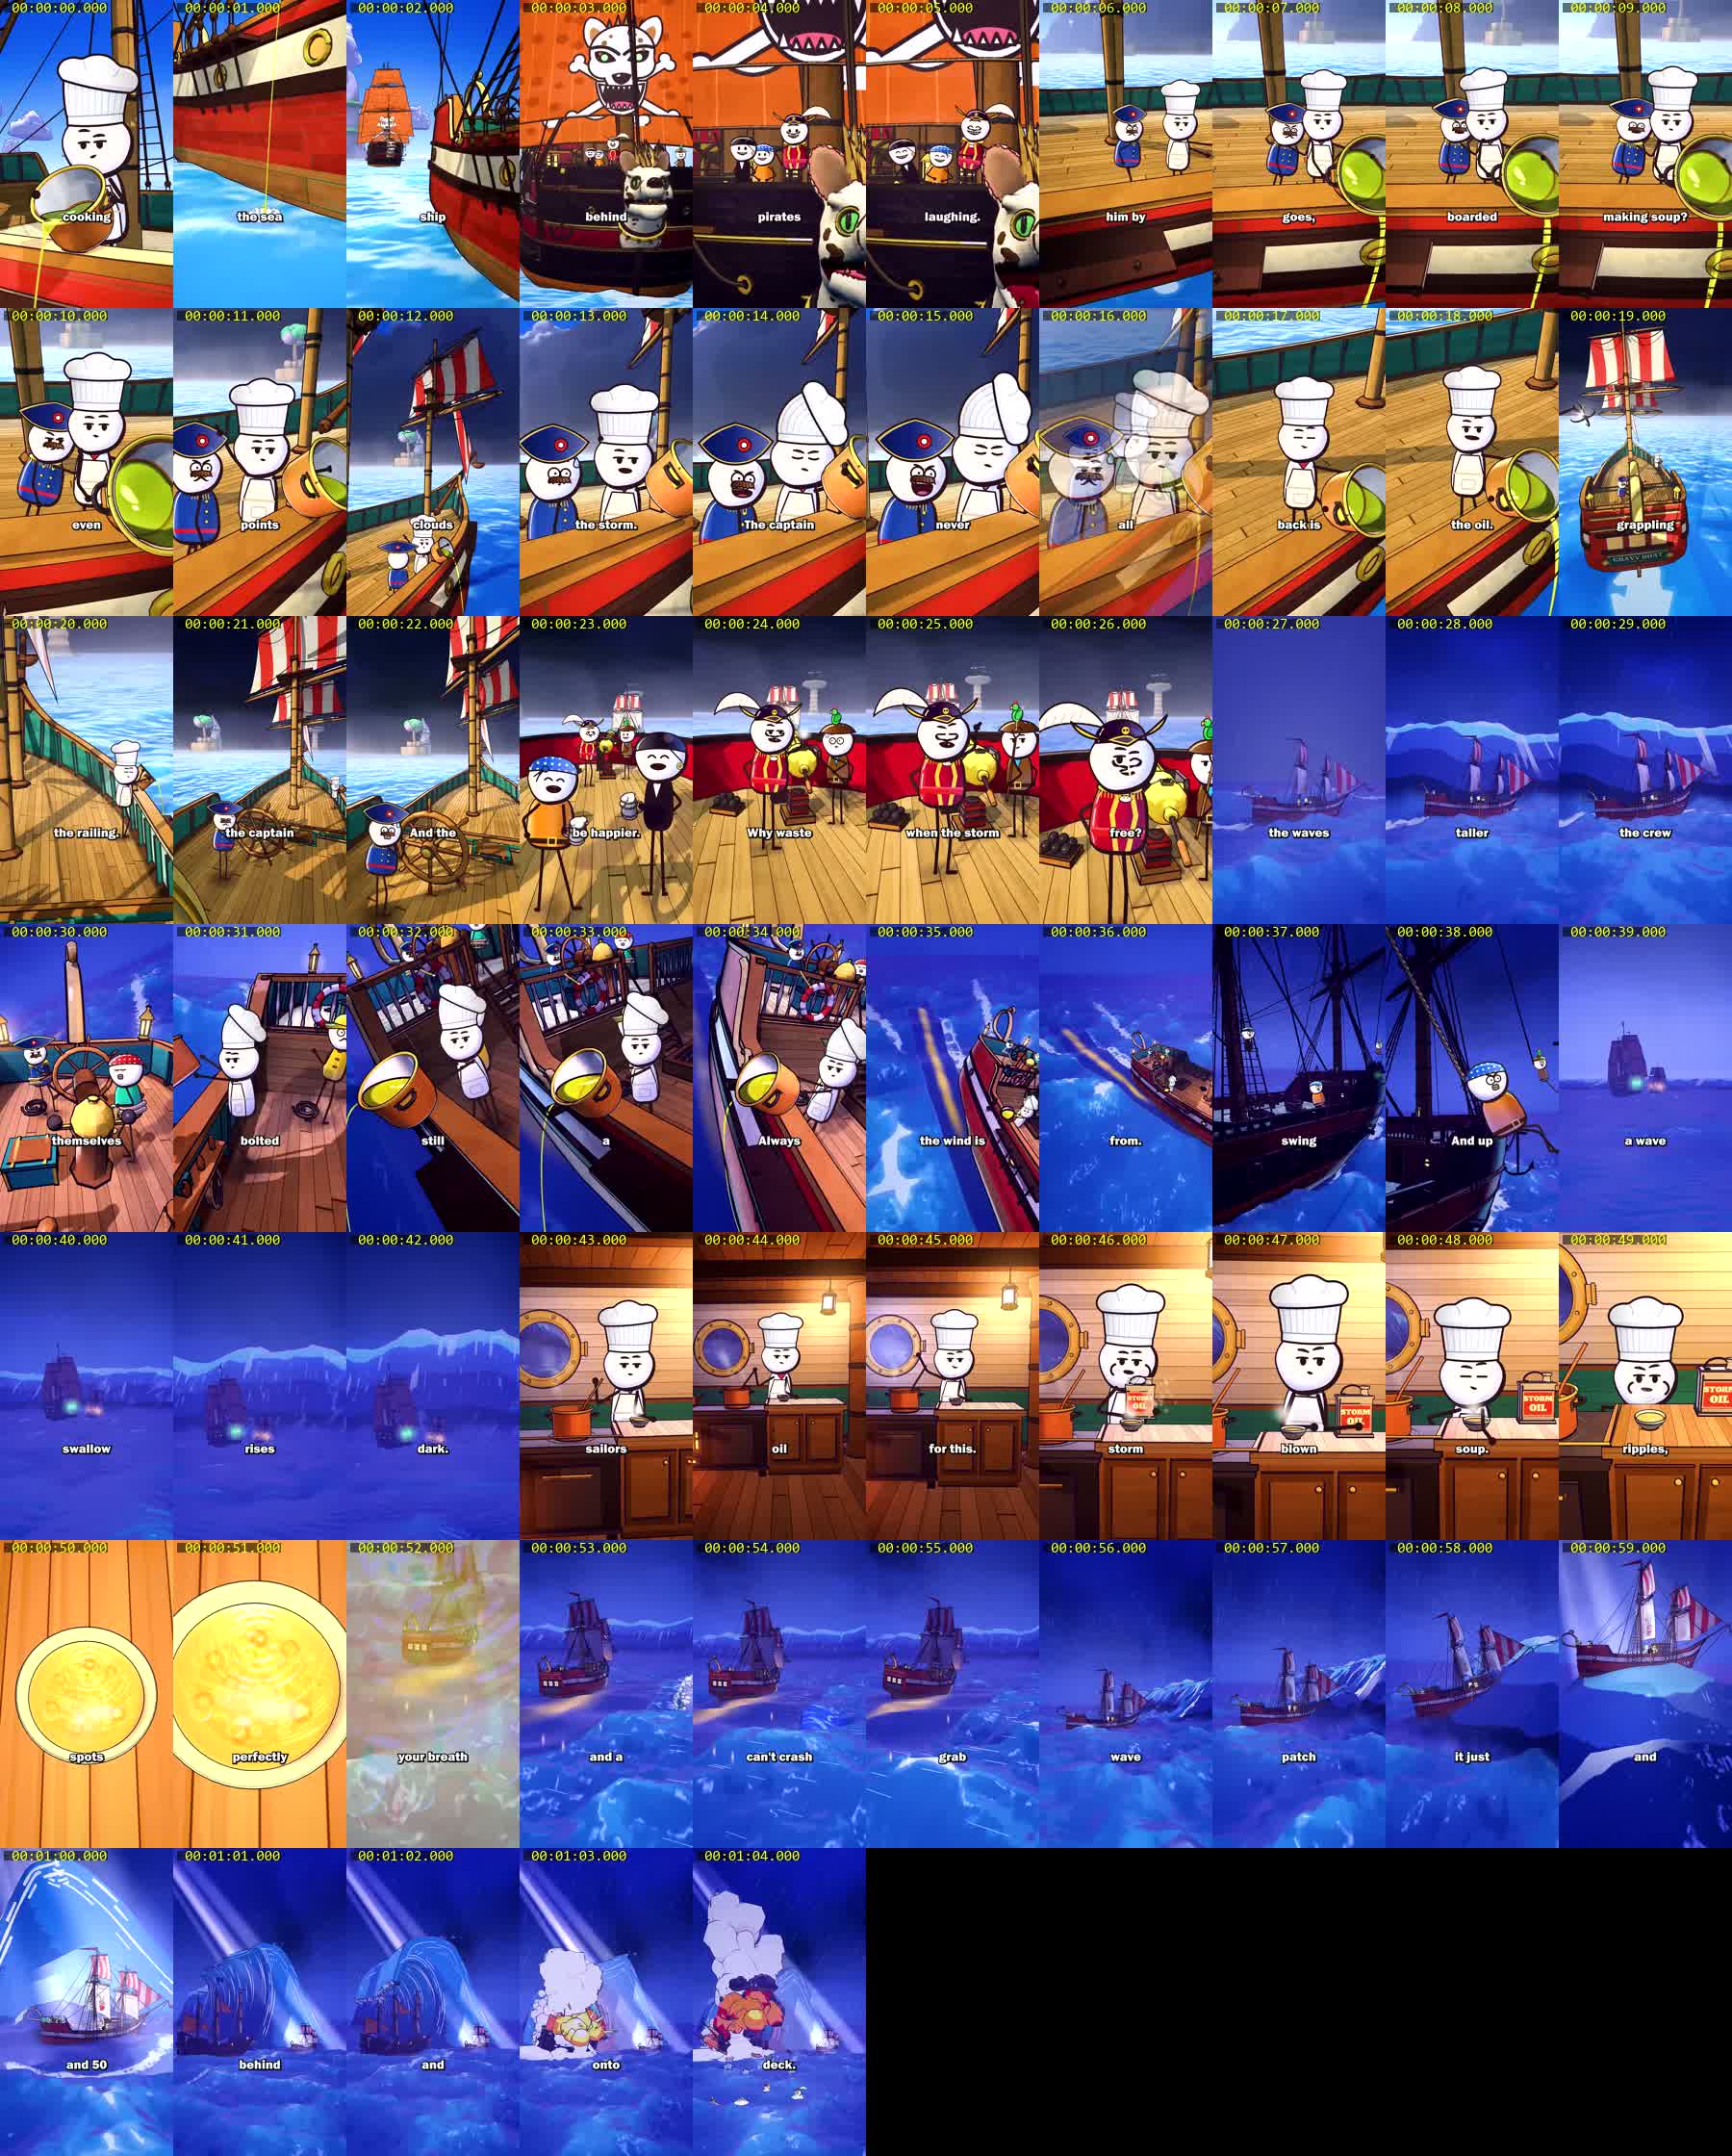 00:00:00.000
cooking
00:00:01.000
the sea
00:00:02.000
ship
00:00:03.000
behind
00:00:04.000
pirates
00:00:05.000
laughing.
00:00:06.000
him by
00:00:07.000
goes,
00:00:08.000
boarded
00:00:09.000
making soup?
00:00:10.000
even
00:00:11.000
points
00:00:12.000
clouds
00:00:13.000
the storm.
00:00:14.000
The captain
00:00:15.000
never
00:00:16.000
all
00:00:17.000
back is
00:00:18.000
the oil.
00:00:19.000
grappling
GRAVY BOAT
00:00:20.000
the railing.
00:00:21.000
the captain
00:00:22.000
And the
00:00:23.000
be happier.
00:00:24.000
Why waste
00:00:25.000
when the storm
00:00:26.000
free?
00:00:27.000
the waves
00:00:28.000
taller
00:00:29.000
the crew
00:00:30.000
themselves
00:00:31.000
bolted
00:00:32.000
still
00:00:33.000
a
00:00:34.000
Always
00:00:35.000
the wind is
00:00:36.000
from.
00:00:37.000
swing
00:00:38.000
And up
00:00:39.000
a wave
00:00:40.000
swallow
00:00:41.000
rises
00:00:42.000
dark.
00:00:43.000
sailors
00:00:44.000
oil
00:00:45.000
for this.
00:00:46.000
STORM
OIL
storm
00:00:47.000
STORM
OIL
blown
00:00:48.000
STORM
OIL
soup.
00:00:49.000
STORM
OIL
ripples,
00:00:50.000
spots
00:00:51.000
perfectly
00:00:52.000
your breath
00:00:53.000
and a
00:00:54.000
can't crash
00:00:55.000
grab
00:00:56.000
wave
00:00:57.000
patch
00:00:58.000
it just
00:00:59.000
and
00:01:00.000
and 50
00:01:01.000
behind
00:01:02.000
and
00:01:03.000
onto
00:01:04.000
deck.